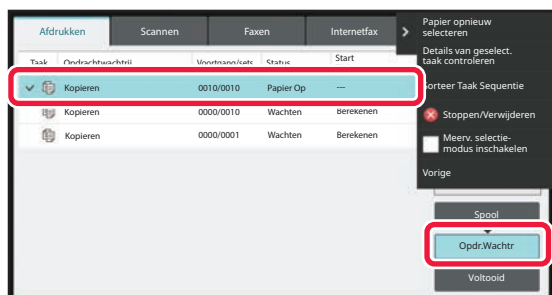 Afdrukken Scannen Faxen Internetfax
Taak Opdrachtwachtrij Voortgang/sets Status Start
Kopieren 0010/0010 Papier Op ---
Kopieren 0010/0010 Wachten Berekenen
Kopieren 0000/0001 Wachten Berekenen
Papier opnieuw
selecteren
Details van geselect.
taak controleren
Sorteer Taak Sequentie
Stoppen/Verwijderen
Meerv. selectie-
modus inschakelen
Vorige
Spool
Opdr.Wachtr
Voltooid